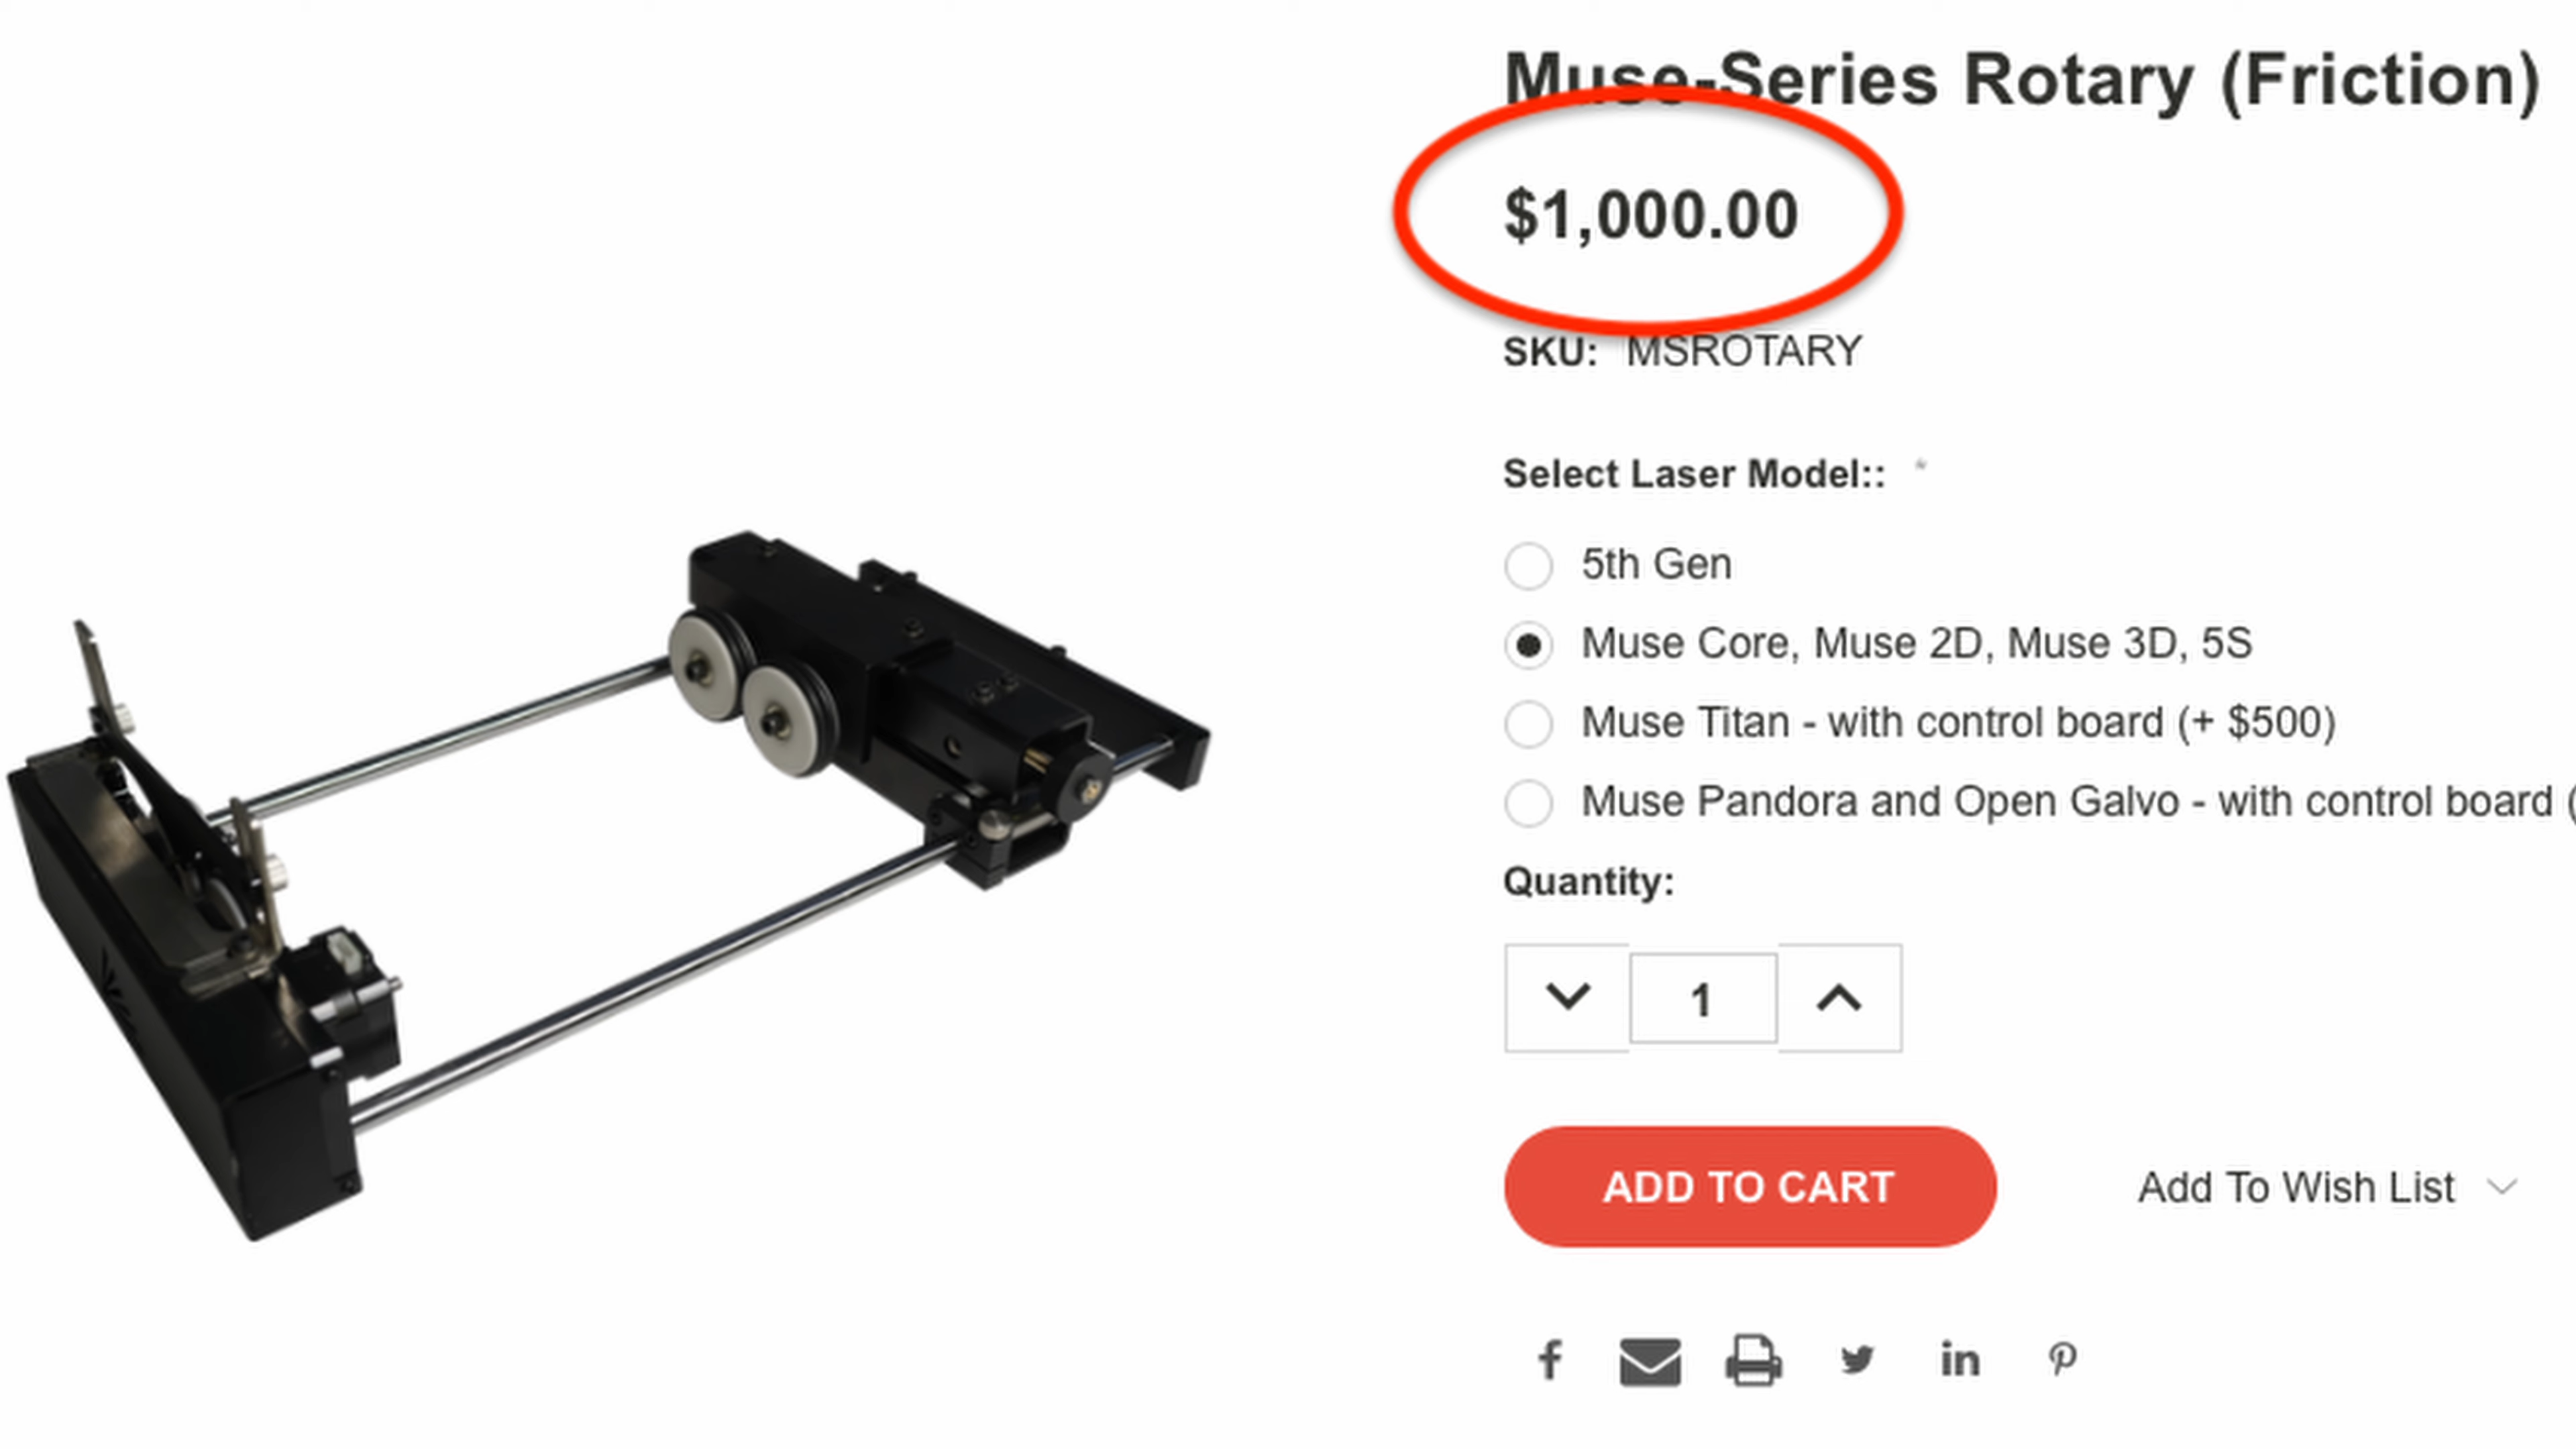 Muse-Series Rotary (Friction)
$1,000.00
SKU: MSROTARY
Select Laser Model:: *
5th Gen
Muse Core, Muse 2D, Muse 3D, 5S
Muse Titan - with control board (+ $500)
Muse Pandora and Open Galvo - with control board (
Quantity:
1
ADD TO CART
Add To Wish List